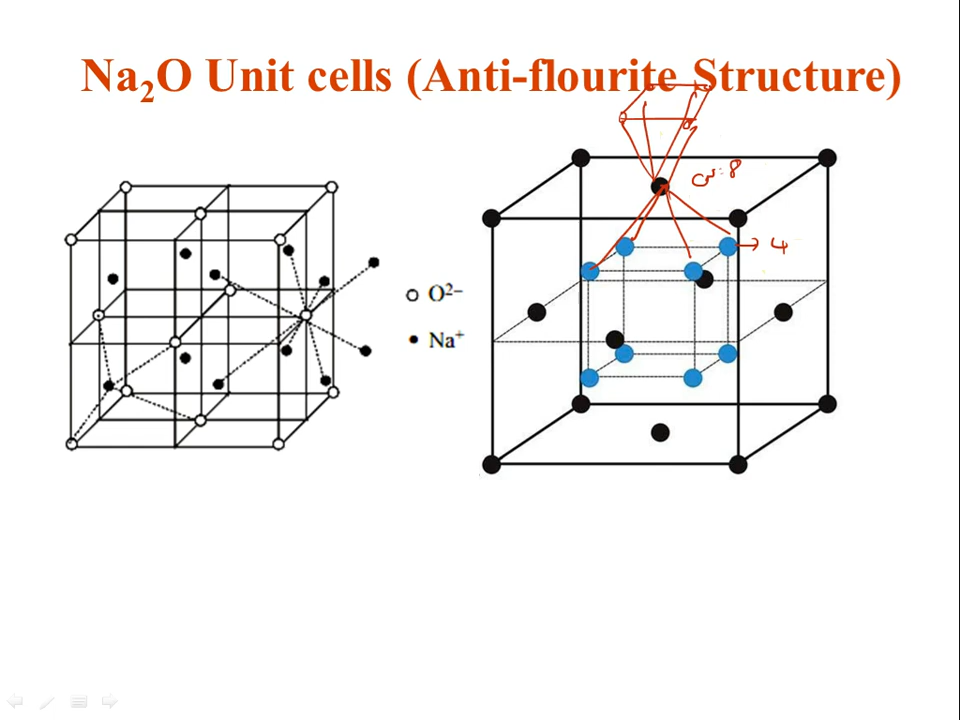 Na₂O Unit cells (Anti-flourite Structure)
O²⁻
Na⁺
8
→ 4